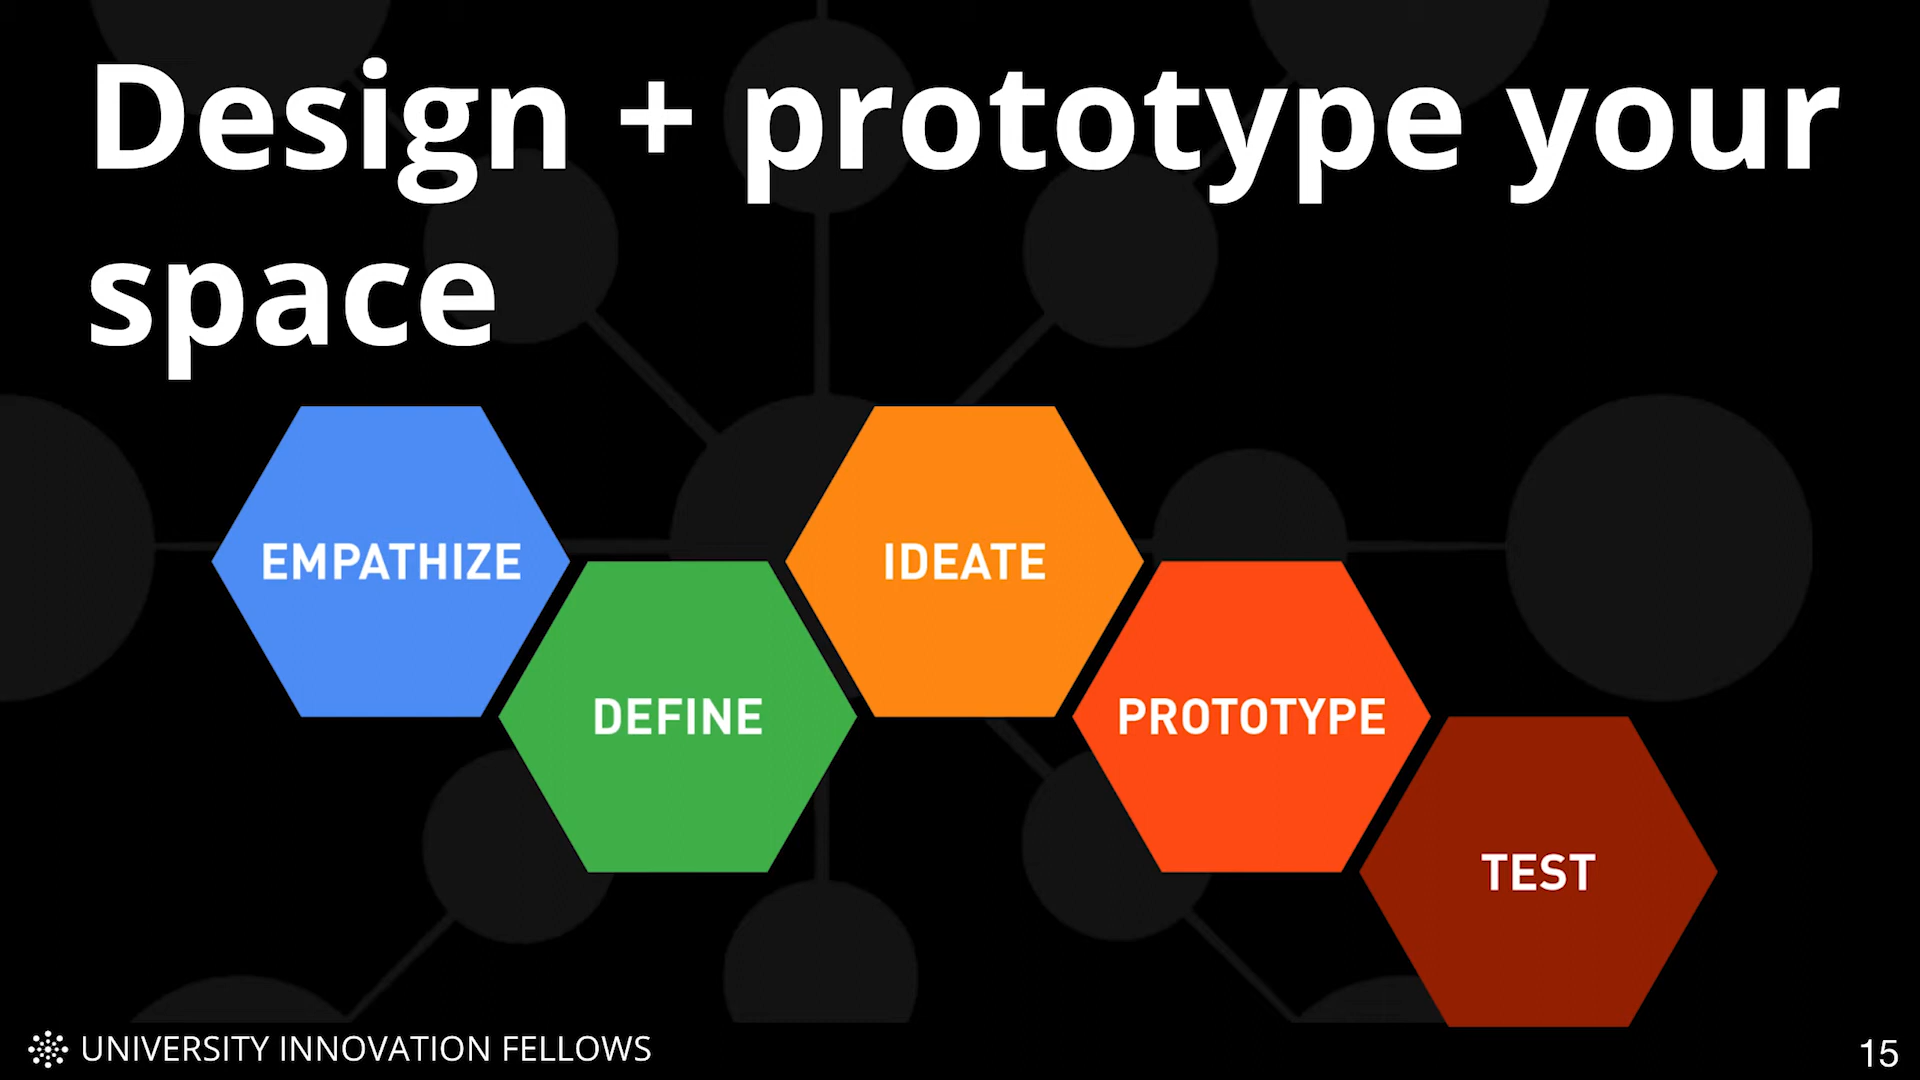 Design + prototype your
space
EMPATHIZE
DEFINE
IDEATE
PROTOTYPE
TEST
UNIVERSITY INNOVATION FELLOWS
15